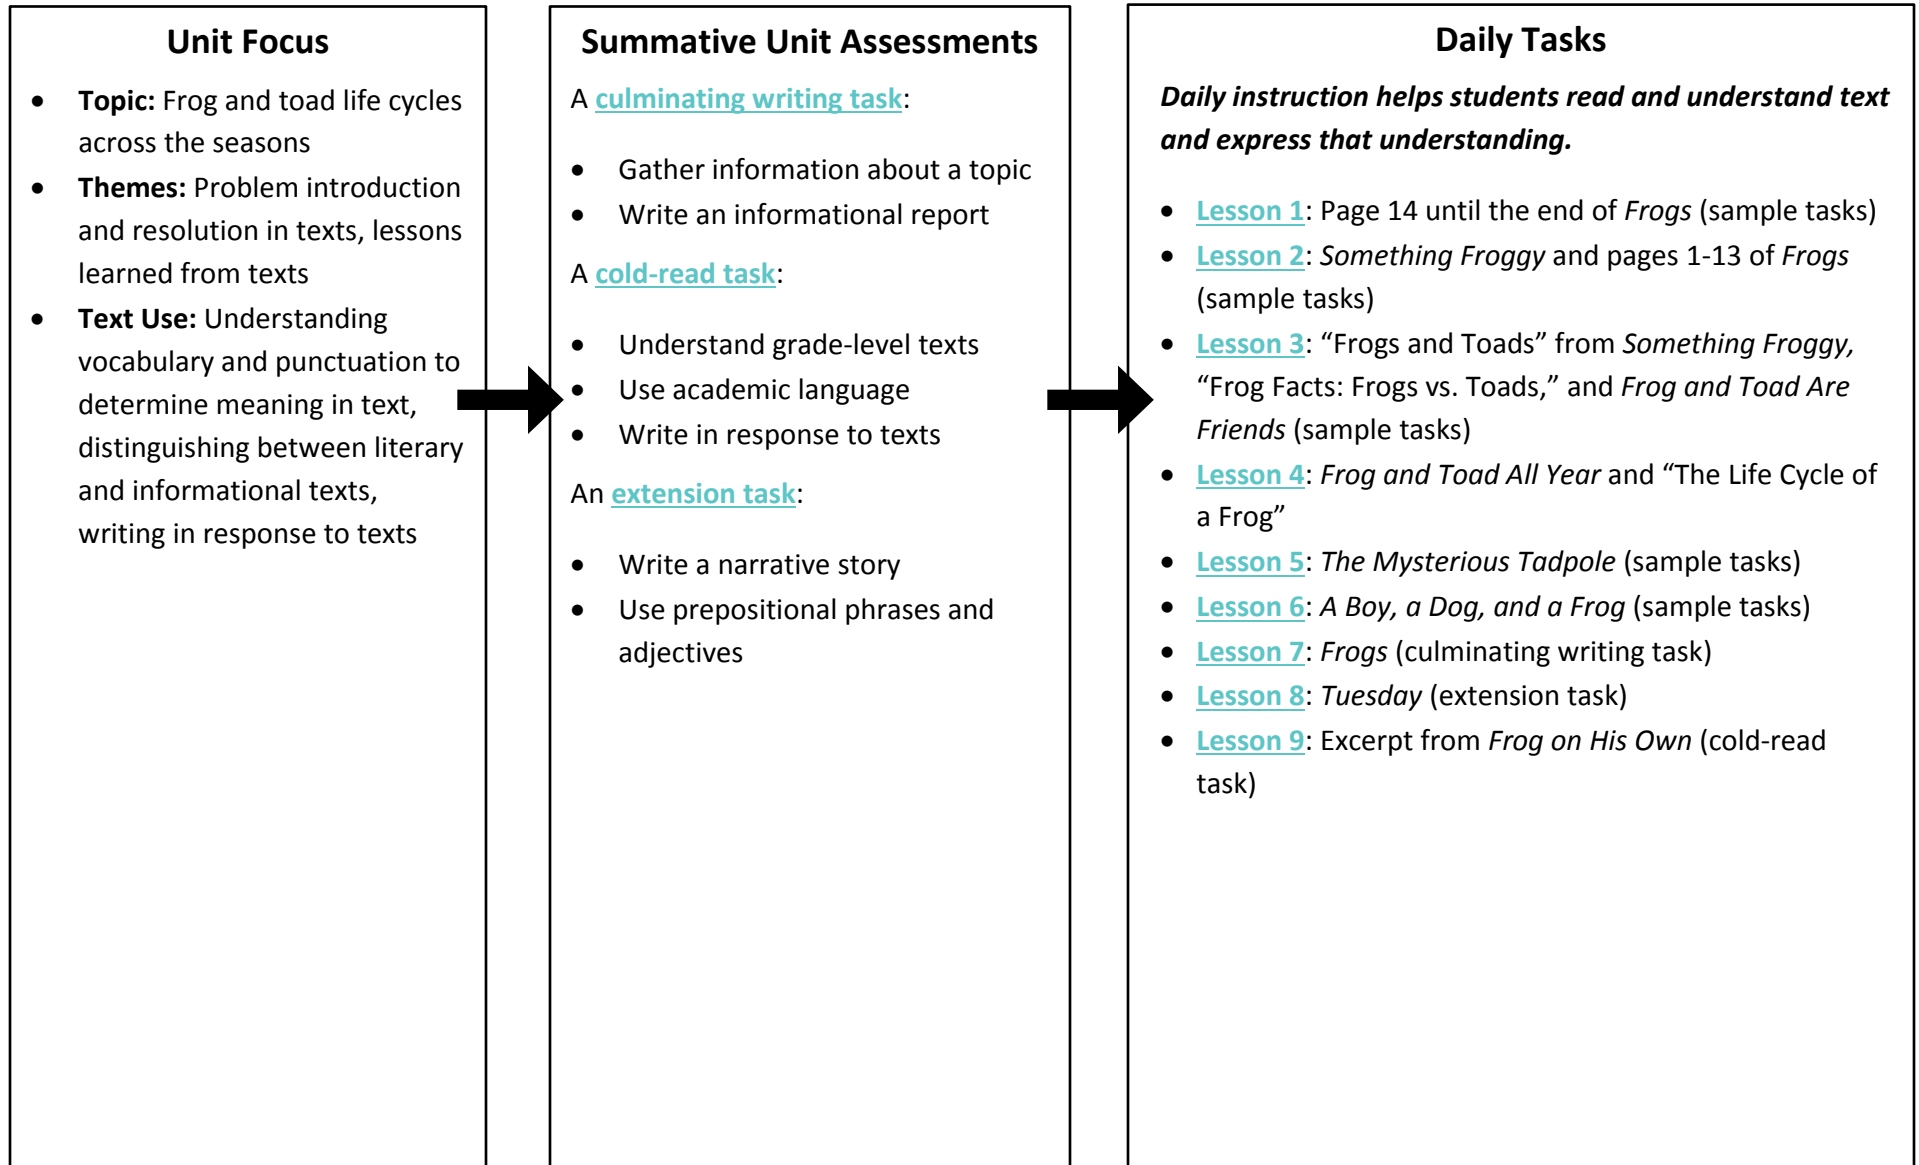 Unit Focus
• Topic: Frog and toad life cycles
across the seasons
• Themes: Problem introduction
and resolution in texts, lessons
learned from texts
• Text Use: Understanding
vocabulary and punctuation to
determine meaning in text,
distinguishing between literary
and informational texts,
writing in response to texts
Summative Unit Assessments
A culminating writing task:
• Gather information about a topic
• Write an informational report
A cold-read task:
• Understand grade-level texts
• Use academic language
• Write in response to texts
An extension task:
• Write a narrative story
• Use prepositional phrases and
adjectives
Daily Tasks
Daily instruction helps students read and understand text
and express that understanding.
• Lesson 1: Page 14 until the end of Frogs (sample tasks)
• Lesson 2: Something Froggy and pages 1-13 of Frogs
(sample tasks)
• Lesson 3: “Frogs and Toads” from Something Froggy,
“Frog Facts: Frogs vs. Toads,” and Frog and Toad Are
Friends (sample tasks)
• Lesson 4: Frog and Toad All Year and “The Life Cycle of
a Frog”
• Lesson 5: The Mysterious Tadpole (sample tasks)
• Lesson 6: A Boy, a Dog, and a Frog (sample tasks)
• Lesson 7: Frogs (culminating writing task)
• Lesson 8: Tuesday (extension task)
• Lesson 9: Excerpt from Frog on His Own (cold-read
task)